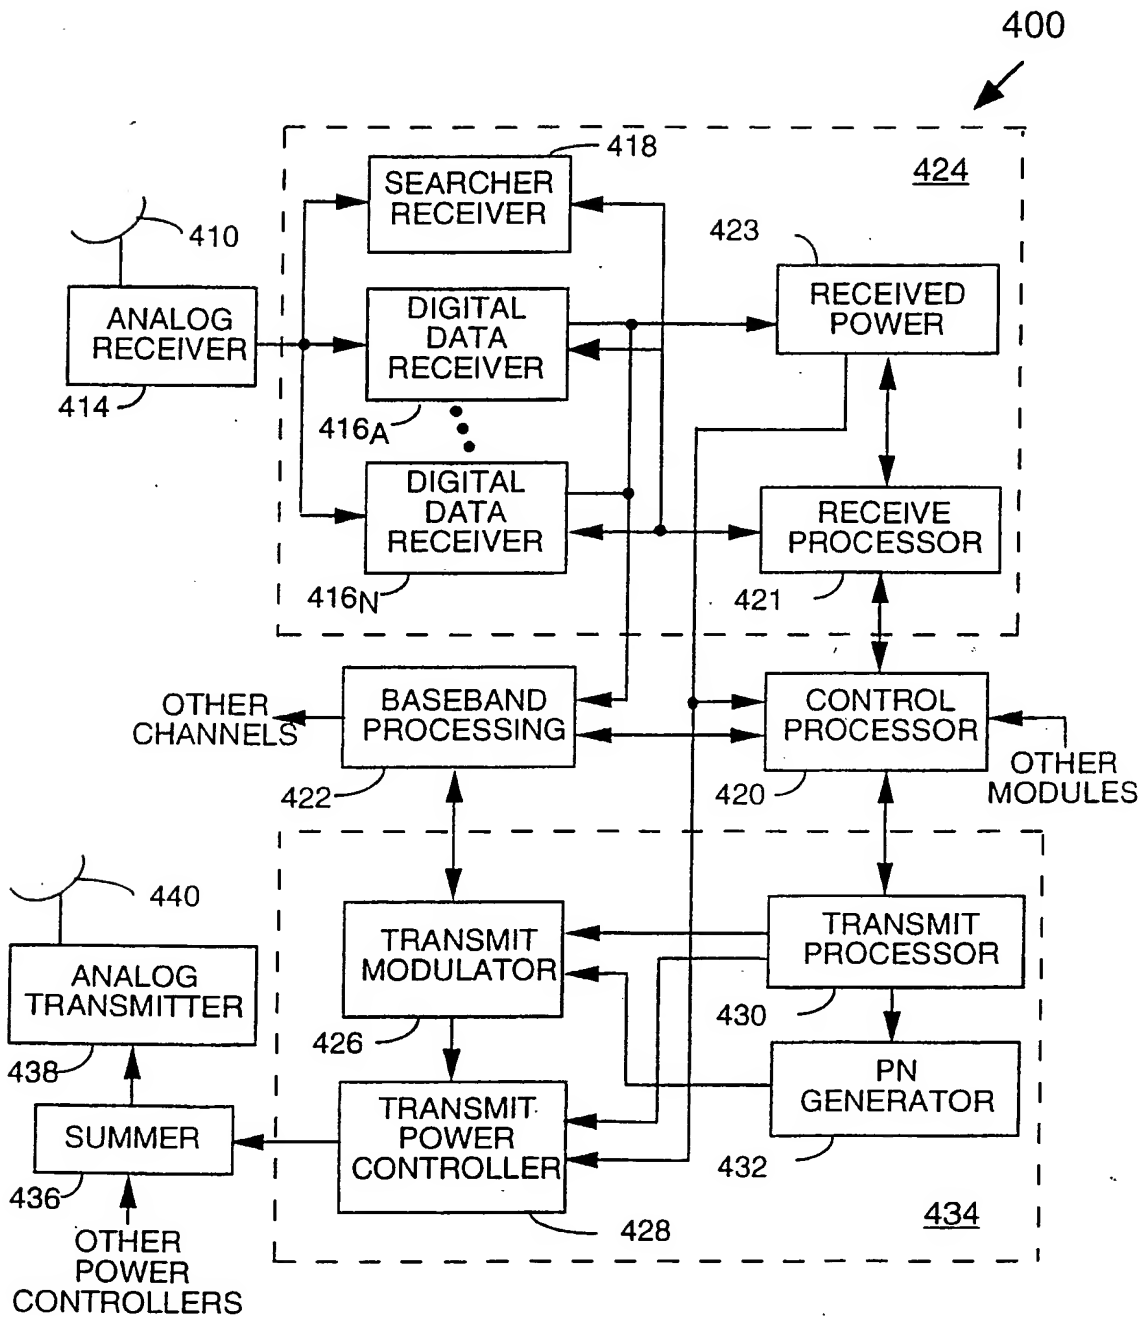 400
418
424
SEARCHER
RECEIVER
410
423
ANALOG
RECEIVER
414
DIGITAL
DATA
RECEIVER
416A
RECEIVED
POWER
DIGITAL
DATA
RECEIVER
416N
RECEIVE
PROCESSOR
421
OTHER
CHANNELS
BASEBAND
PROCESSING
422
CONTROL
PROCESSOR
420
OTHER
MODULES
440
ANALOG
TRANSMITTER
438
TRANSMIT
MODULATOR
426
TRANSMIT
PROCESSOR
430
SUMMER
436
TRANSMIT
POWER
CONTROLLER
428
PN
GENERATOR
432
434
OTHER
POWER
CONTROLLERS